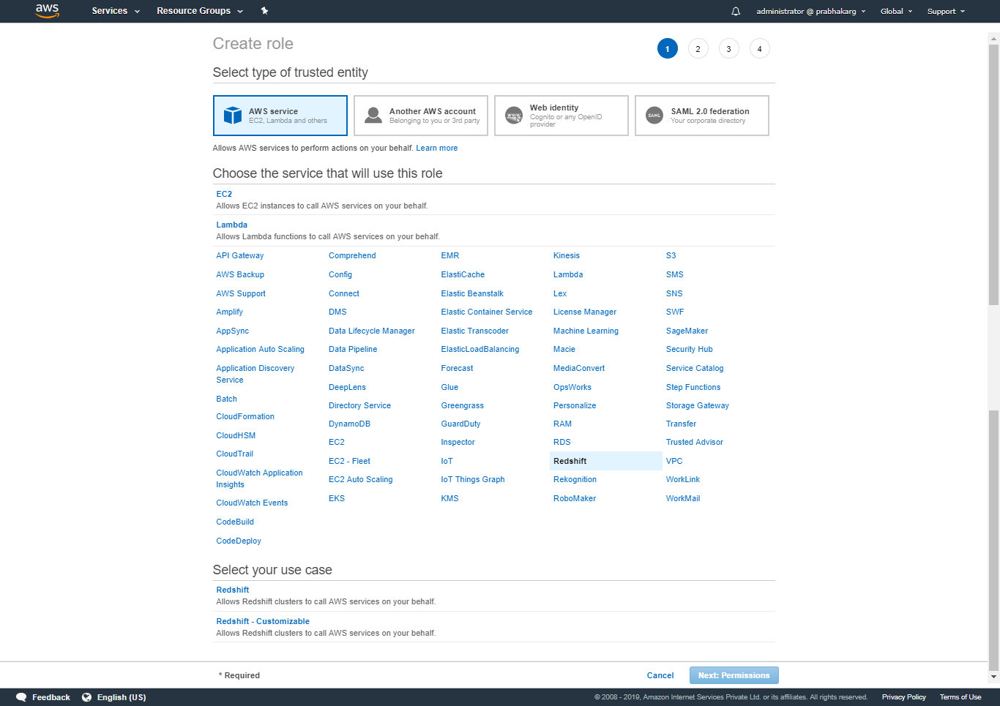 aws Services Resource Groups administrator @ prabhakarg Global Support
Create role 1 2 3 4
Select type of trusted entity
AWS service
EC2, Lambda and others
Another AWS account
Belonging to you or 3rd party
Web identity
Cognito or any OpenID
provider
SAML
SAML 2.0 federation
Your corporate directory
WWW
Allows AWS services to perform actions on your behalf. Learn more
Choose the service that will use this role
EC2
Allows EC2 instances to call AWS services on your behalf.
Lambda
Allows Lambda functions to call AWS services on your behalf.
API Gateway Comprehend EMR Kinesis S3
AWS Backup Config ElastiCache Lambda SMS
AWS Support Connect Elastic Beanstalk Lex SNS
Amplify DMS Elastic Container Service License Manager SWF
AppSync Data Lifecycle Manager Elastic Transcoder Machine Learning SageMaker
Application Auto Scaling Data Pipeline ElasticLoadBalancing Macie Security Hub
Application Discovery DataSync Forecast MediaConvert Service Catalog
Service
DeepLens Glue OpsWorks Step Functions
Batch
Directory Service Greengrass Personalize Storage Gateway
CloudFormation
DynamoDB GuardDuty RAM Transfer
CloudHSM
EC2 Inspector RDS Trusted Advisor
CloudTrail
EC2 - Fleet IoT Redshift VPC
CloudWatch Application
Insights
EC2 Auto Scaling IoT Things Graph Rekognition WorkLink
CloudWatch Events
EKS KMS RoboMaker WorkMail
CodeBuild
CodeDeploy
Select your use case
Redshift
Allows Redshift clusters to call AWS services on your behalf.
Redshift - Customizable
Allows Redshift clusters to call AWS services on your behalf.
* Required Cancel Next: Permissions
Feedback English (US) © 2008 - 2019, Amazon Internet Services Private Ltd. or its affiliates. All rights reserved. Privacy Policy Terms of Use